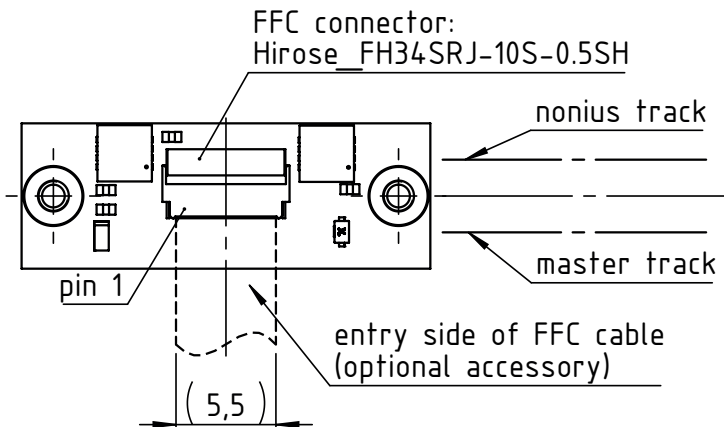 FFC connector:
Hirose_FH34SRJ-10S-0.5SH
nonius track
master track
pin 1
entry side of FFC cable
(optional accessory)
(5,5)